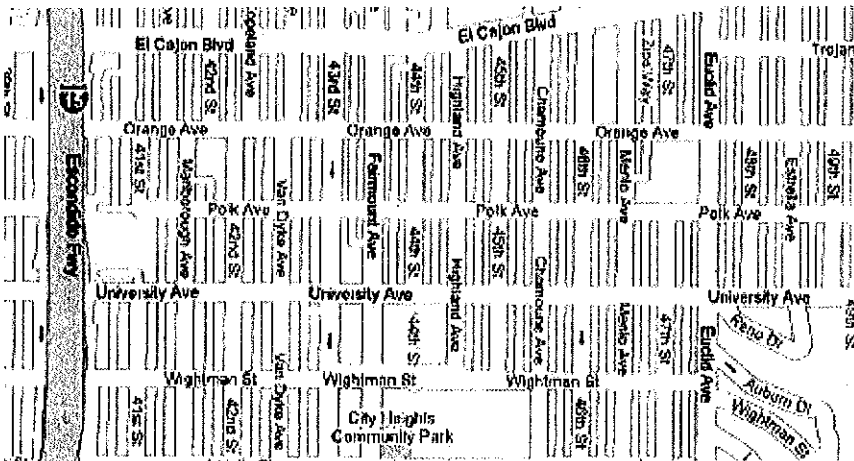 El Cajon Blvd
El Cajon Blvd
Trojan
Copeland Ave
42nd St
43rd St
44th St
Highland Ave
45th St
Chamoune Ave
47th St
Euclid Ave
15
Orange Ave
Orange Ave
Orange Ave
Escondido Fwy
41st St
Marlborough Ave
Van Dyke Ave
Fairmount Ave
46th St
Menlo Ave
48th St
Estrella Ave
49th St
Polk Ave
Polk Ave
Polk Ave
42nd St
44th St
Highland Ave
45th St
Chamoune Ave
University Ave
University Ave
University Ave
44th St
Menlo Ave
47th St
Euclid Ave
Reno Dr
Wightman St
Wightman St
Wightman St
Auburn Dr
Wightman St
41st St
42nd St
Van Dyke Ave
City Heights
Community Park
46th St